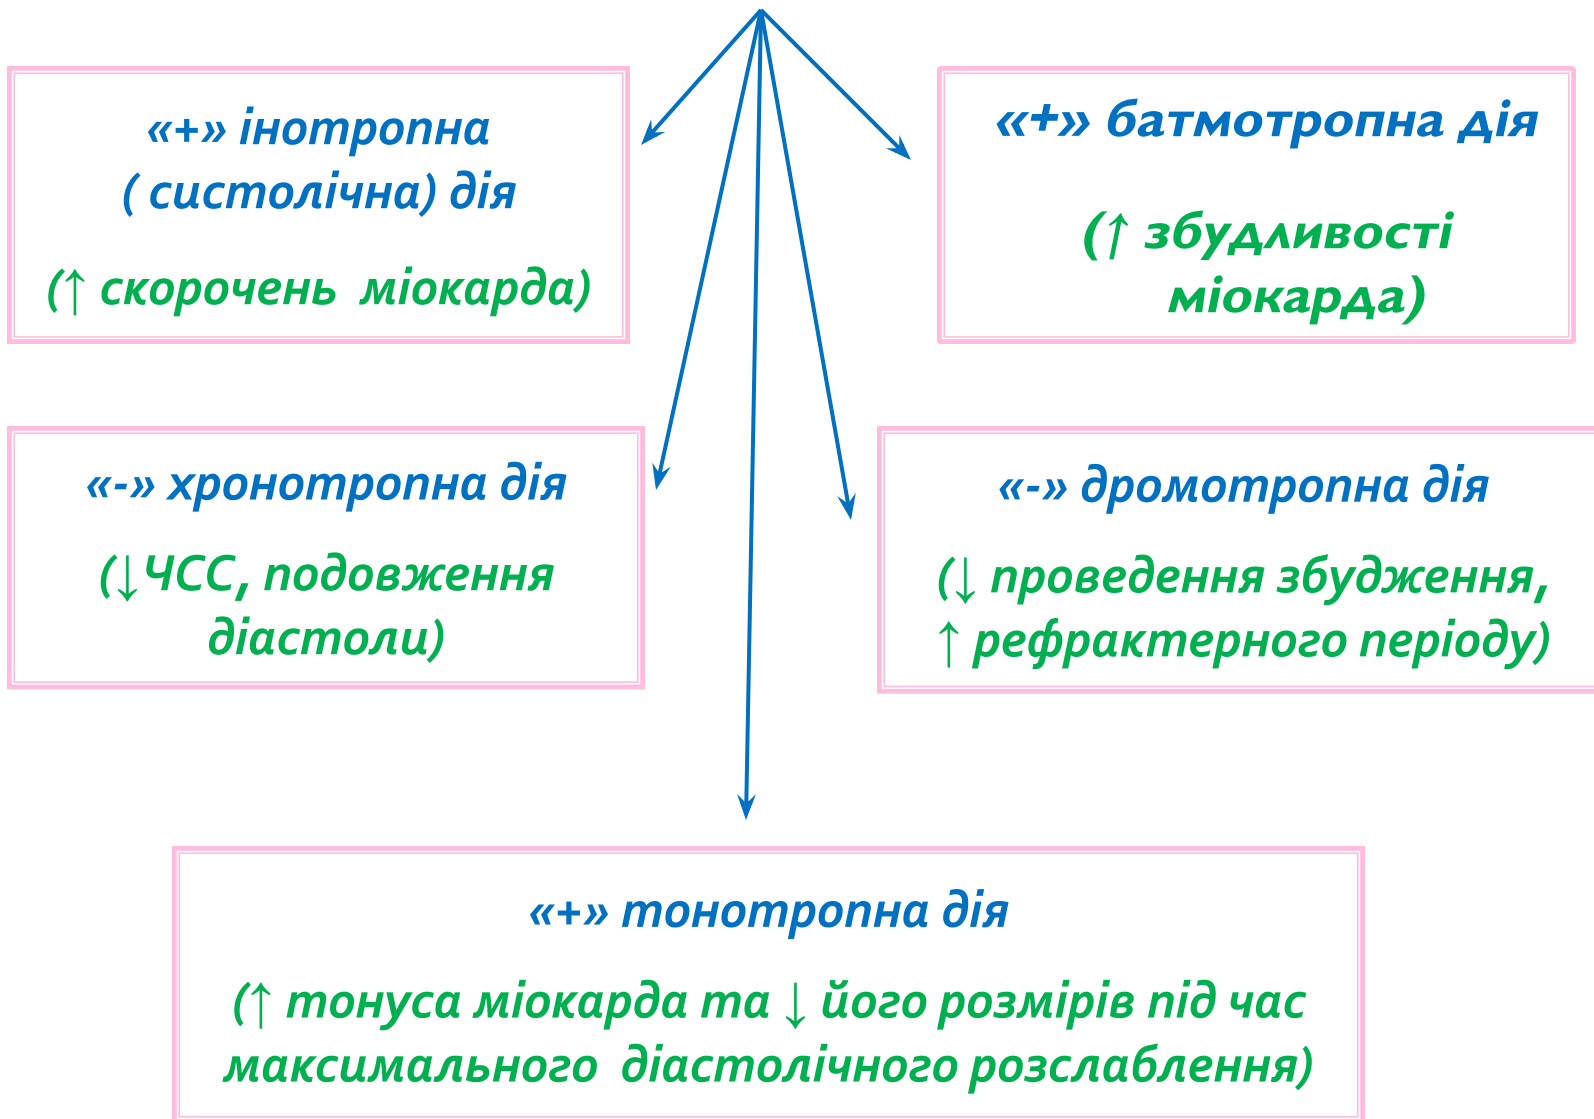 «+» інотропна
( систолічна) дія
(↑ скорочень міокарда)
«+» батмотропна дія
(↑ збудливості
міокарда)
«-» хронотропна дія
(↓ЧСС, подовження
діастоли)
«-» дромотропна дія
(↓ проведення збудження,
↑ рефрактерного періоду)
«+» тонотропна дія
(↑ тонуса міокарда та ↓ його розмірів під час
максимального діастолічного розслаблення)